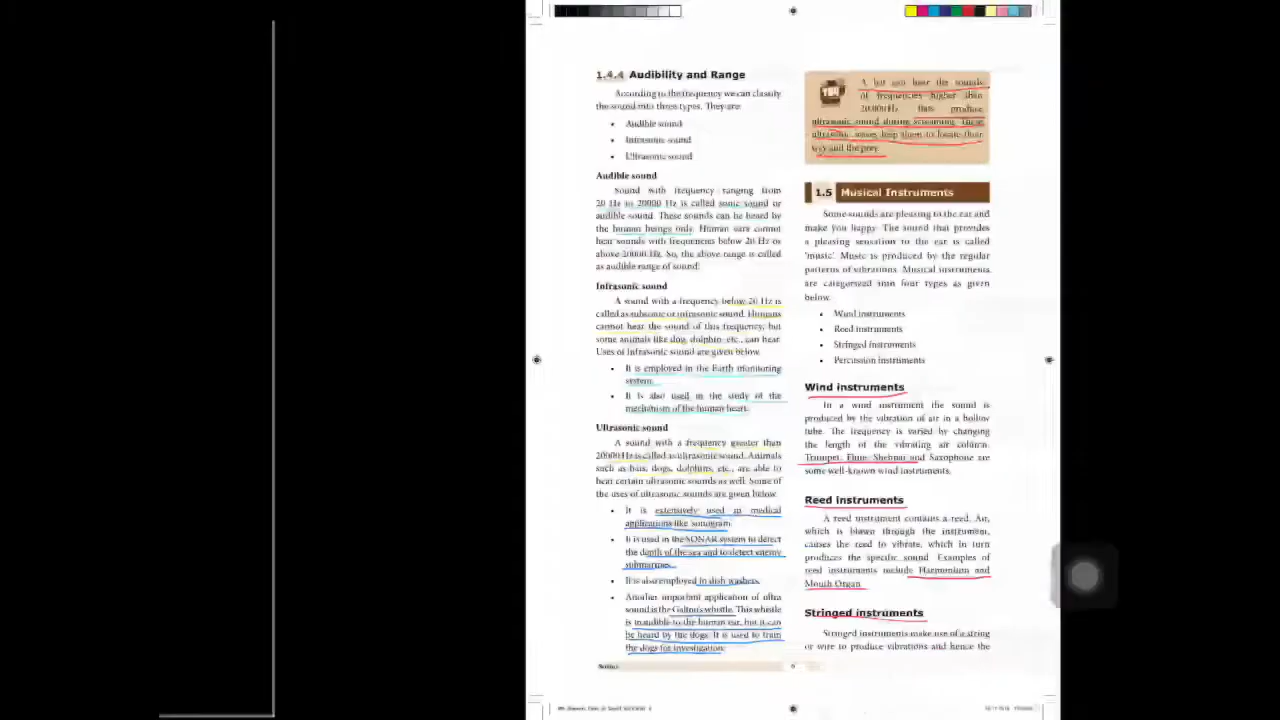 1.4.4 Audibility and Range
According to the frequency we can classify
the sound into three types. They are
• Audible sound
• Infrasonic sound
• Ultrasonic sound
Audible sound
Sound with frequency ranging from
20 Hz to 20000 Hz is called sonic sound or
audible sound. These sounds can be heard by
the human beings only. Human ears cannot
hear sounds with frequencies below 20 Hz or
above 20000 Hz. So, the above range is called
as audible range of sound.
Infrasonic sound
A sound with a frequency below 20 Hz is
called as subsonic or infrasonic sound. Humans
cannot hear the sound of this frequency, but
some animals like dog, dolphin etc., can hear.
Uses of infrasonic sound are given below.
• It is employed in the Earth monitoring
system.
• It is also used in the study of the
mechanism of the human heart.
Ultrasonic sound
A sound with a frequency greater than
20000 Hz is called as ultrasonic sound. Animals
such as bats, dogs, dolphins, etc., are able to
hear certain ultrasonic sounds as well. Some of
the uses of ultrasonic sounds are given below.
• It is extensively used in medical
applications like sonogram.
• It is used in the SONAR system to detect
the depth of the sea and to detect enemy
submarines.
• It is also employed in dish washers.
• Another important application of ultra
sound is the Galton's whistle. This whistle
is inaudible to the human ear, but it can
be heard by the dogs. It is used to train
the dogs for investigation.
A bat can hear the sounds
of frequencies higher than
20,000 Hz. Bats produce
ultrasonic sound during screaming. These
ultrasonic waves help them to locate their
way and the prey.
1.5 Musical Instruments
Some sounds are pleasing to the ear and
make you happy. The sound that provides
a pleasing sensation to the ear is called
'music'. Music is produced by the regular
patterns of vibrations. Musical instruments
are categorized into four types as given
below.
• Wind instruments
• Reed instruments
• Stringed instruments
• Percussion instruments
Wind instruments
In a wind instrument the sound is
produced by the vibration of air in a hollow
tube. The frequency is varied by changing
the length of the vibrating air column.
Trumpet, Flute, Shehnai and Saxophone are
some well-known wind instruments.
Reed instruments
A reed instrument contains a reed. Air,
which is blown through the instrument,
causes the reed to vibrate, which in turn
produces the specific sound. Examples of
reed instruments include Harmonium and
Mouth Organ.
Stringed instruments
Stringed instruments make use of a string
or wire to produce vibrations and hence the